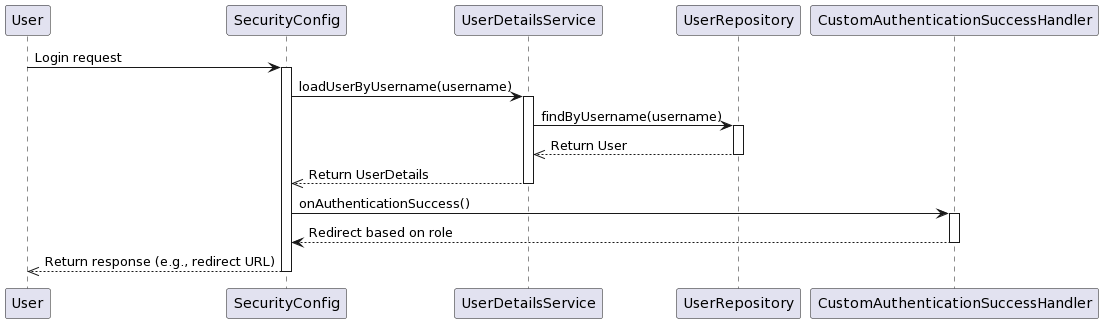 User SecurityConfig UserDetailsService UserRepository CustomAuthenticationSuccessHandler
Login request
loadUserByUsername(username)
findByUsername(username)
Return User
Return UserDetails
onAuthenticationSuccess()
Redirect based on role
Return response (e.g., redirect URL)
User SecurityConfig UserDetailsService UserRepository CustomAuthenticationSuccessHandler